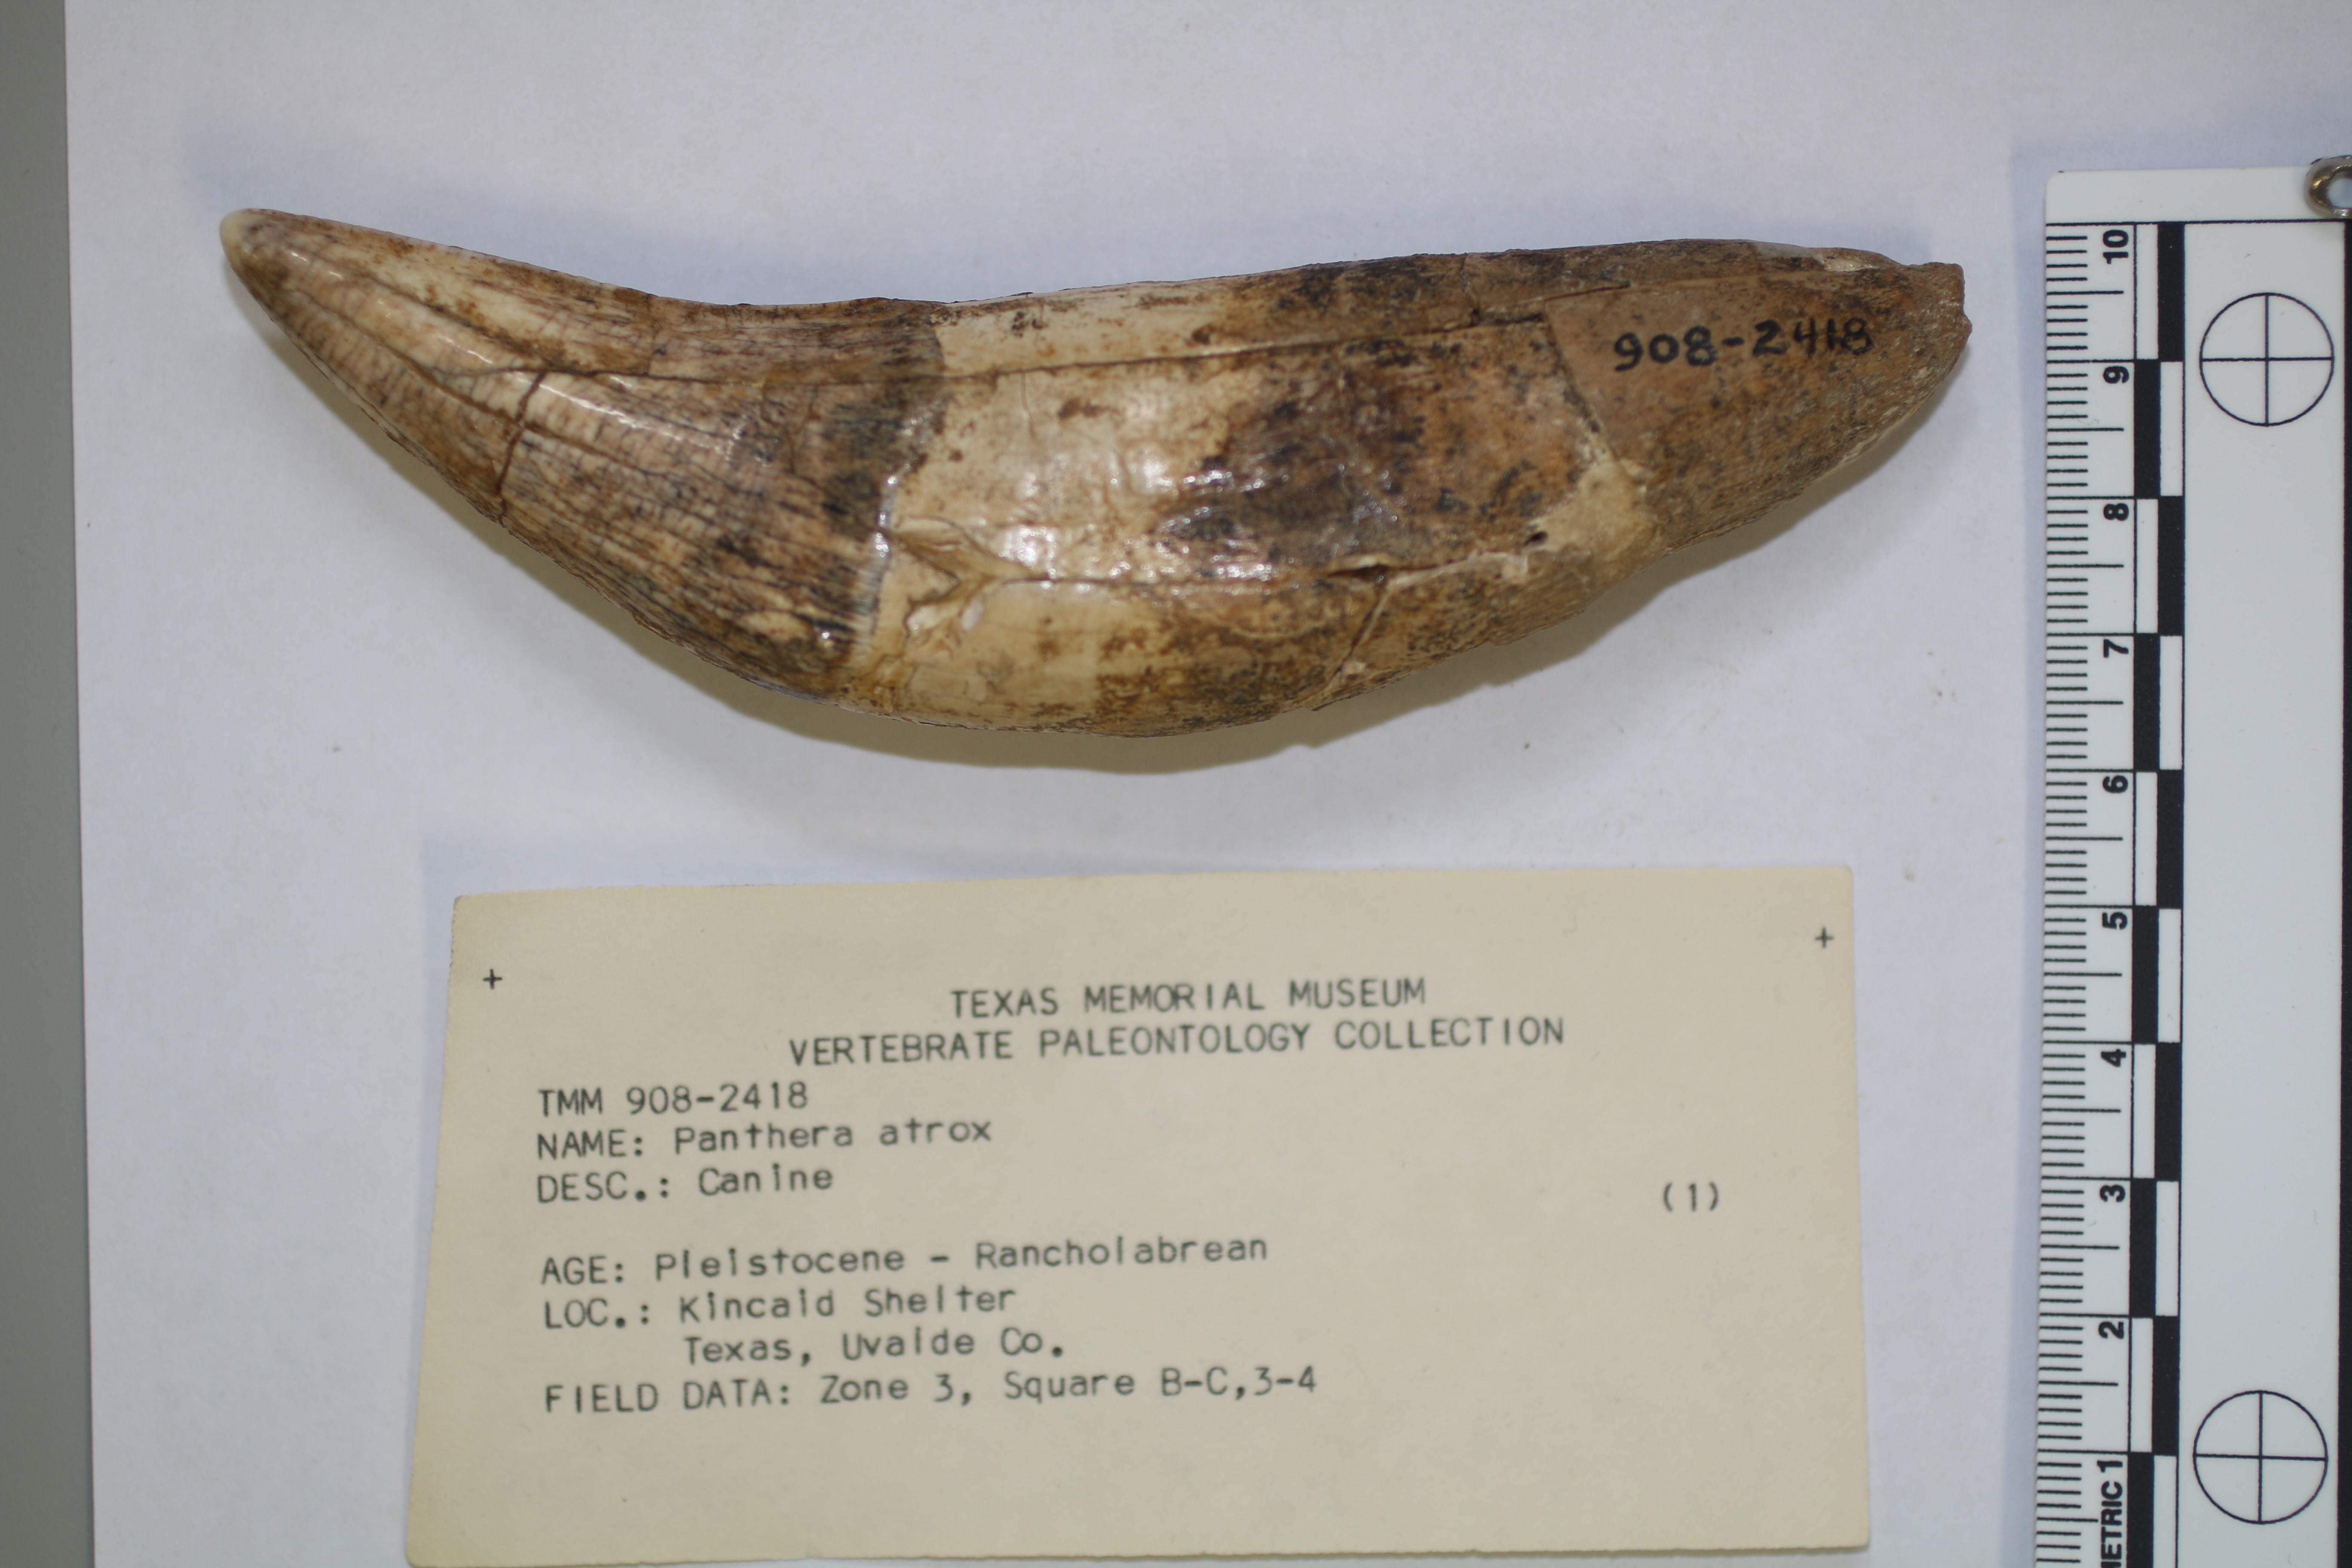 908-2418
10
9
8
7
6
5
4
3
2
METRIC 1
+ +
TEXAS MEMORIAL MUSEUM
VERTEBRATE PALEONTOLOGY COLLECTION
TMM 908-2418
NAME: Panthera atrox
DESC.: Canine
(1)
AGE: Pleistocene - Rancholabrean
LOC.: Kincaid Shelter
Texas, Uvalde Co.
FIELD DATA: Zone 3, Square B-C,3-4